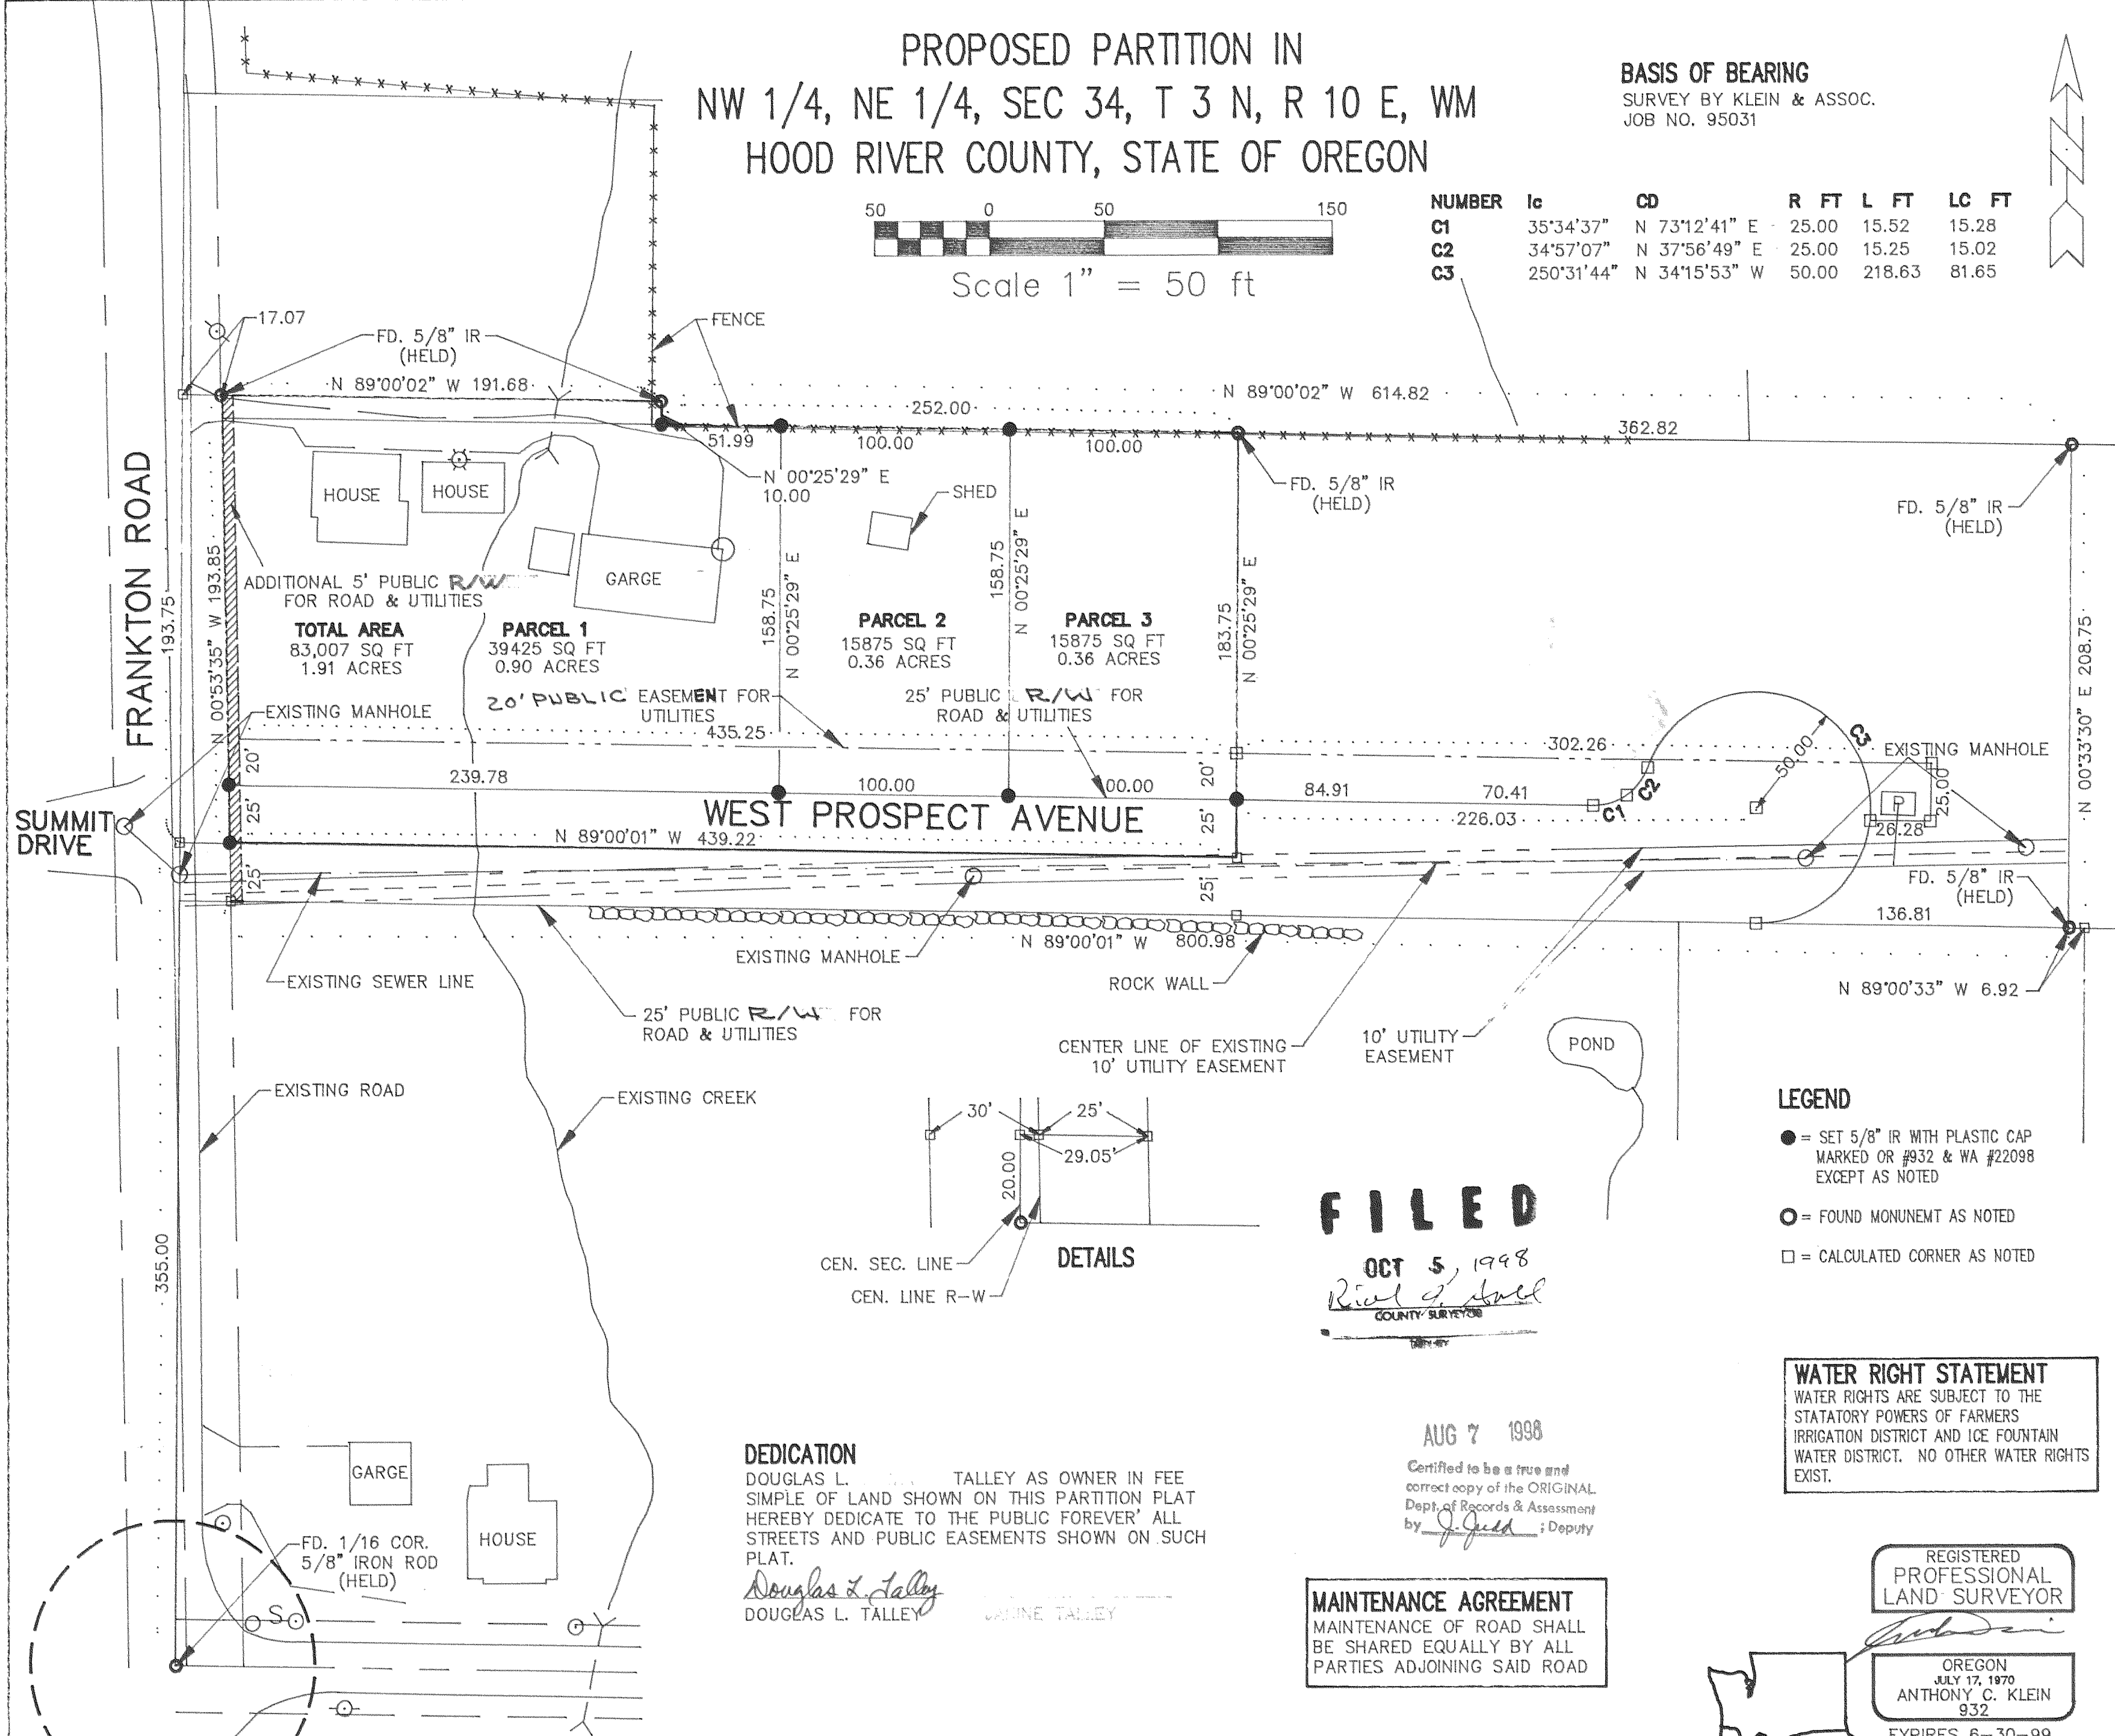 PROPOSED PARTITION IN
NW 1/4, NE 1/4, SEC 34, T 3 N, R 10 E, WM
HOOD RIVER COUNTY, STATE OF OREGON
50 0 50 150
Scale 1" = 50 ft
BASIS OF BEARING
SURVEY BY KLEIN & ASSOC.
JOB NO. 95031
N
NUMBER Ic CD R FT L FT LC FT
C1 35°34'37" N 73°12'41" E 25.00 15.52 15.28
C2 34°57'07" N 37°56'49" E 25.00 15.25 15.02
C3 250°31'44" N 34°15'53" W 50.00 218.63 81.65
17.07
FD. 5/8" IR
(HELD)
FENCE
N 89°00'02" W 191.68
N 89°00'02" W 614.82
252.00
51.99
100.00
100.00
362.82
N 00°25'29" E
10.00
FD. 5/8" IR
(HELD)
FD. 5/8" IR
(HELD)
HOUSE
HOUSE
SHED
GARGE
FRANKTON ROAD
193.75
N 00°53'35" W 193.85
ADDITIONAL 5' PUBLIC R/W
FOR ROAD & UTILITIES
158.75
N 00°25'29" E
158.75
N 00°25'29" E
183.75
N 00°25'29" E
N 00°33'30" E 208.75
TOTAL AREA
83,007 SQ FT
1.91 ACRES
PARCEL 1
39425 SQ FT
0.90 ACRES
PARCEL 2
15875 SQ FT
0.36 ACRES
PARCEL 3
15875 SQ FT
0.36 ACRES
20' PUBLIC EASEMENT FOR
UTILITIES
25' PUBLIC R/W FOR
ROAD & UTILITIES
EXISTING MANHOLE
435.25
302.26
50.00
C3
EXISTING MANHOLE
20'
239.78
100.00
00.00
20'
84.91
70.41
C1
C2
P
25.00
26.28
SUMMIT
DRIVE
25'
WEST PROSPECT AVENUE
25'
226.03
N 89°00'01" W 439.22
25'
25'
FD. 5/8" IR
(HELD)
136.81
N 89°00'01" W 800.98
EXISTING MANHOLE
ROCK WALL
EXISTING SEWER LINE
N 89°00'33" W 6.92
25' PUBLIC R/W FOR
ROAD & UTILITIES
CENTER LINE OF EXISTING
10' UTILITY EASEMENT
10' UTILITY
EASEMENT
POND
EXISTING ROAD
EXISTING CREEK
30'
25'
29.05'
20.00
CEN. SEC. LINE
CEN. LINE R-W
DETAILS
LEGEND
= SET 5/8" IR WITH PLASTIC CAP
MARKED OR #932 & WA #22098
EXCEPT AS NOTED
= FOUND MONUNEMT AS NOTED
= CALCULATED CORNER AS NOTED
FILED
OCT 5, 1998
COUNTY SURVEYOR
355.00
WATER RIGHT STATEMENT
WATER RIGHTS ARE SUBJECT TO THE
STATATORY POWERS OF FARMERS
IRRIGATION DISTRICT AND ICE FOUNTAIN
WATER DISTRICT. NO OTHER WATER RIGHTS
EXIST.
AUG 7 1998
Certified to be a true and
correct copy of the ORIGINAL
Dept. of Records & Assessment
by J. Judd ; Deputy
DEDICATION
DOUGLAS L. TALLEY AS OWNER IN FEE
SIMPLE OF LAND SHOWN ON THIS PARTITION PLAT
HEREBY DEDICATE TO THE PUBLIC FOREVER' ALL
STREETS AND PUBLIC EASEMENTS SHOWN ON SUCH
PLAT.
Douglas L. Talley
DOUGLAS L. TALLEY
TALLEY
GARGE
HOUSE
FD. 1/16 COR.
5/8" IRON ROD
(HELD)
S
MAINTENANCE AGREEMENT
MAINTENANCE OF ROAD SHALL
BE SHARED EQUALLY BY ALL
PARTIES ADJOINING SAID ROAD
REGISTERED
PROFESSIONAL
LAND SURVEYOR
OREGON
JULY 17, 1970
ANTHONY C. KLEIN
932
EXPIRES 6-30-99